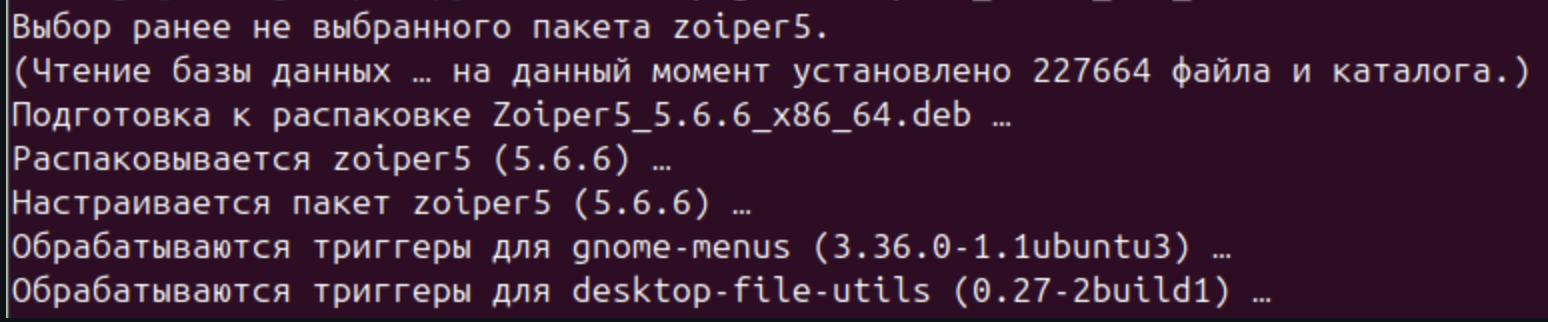 Выбор ранее не выбранного пакета zoiper5.
(Чтение базы данных … на данный момент установлено 227664 файла и каталога.)
Подготовка к распаковке Zoiper5_5.6.6_x86_64.deb …
Распаковывается zoiper5 (5.6.6) …
Настраивается пакет zoiper5 (5.6.6) …
Обрабатываются триггеры для gnome-menus (3.36.0-1.1ubuntu3) …
Обрабатываются триггеры для desktop-file-utils (0.27-2build1) …